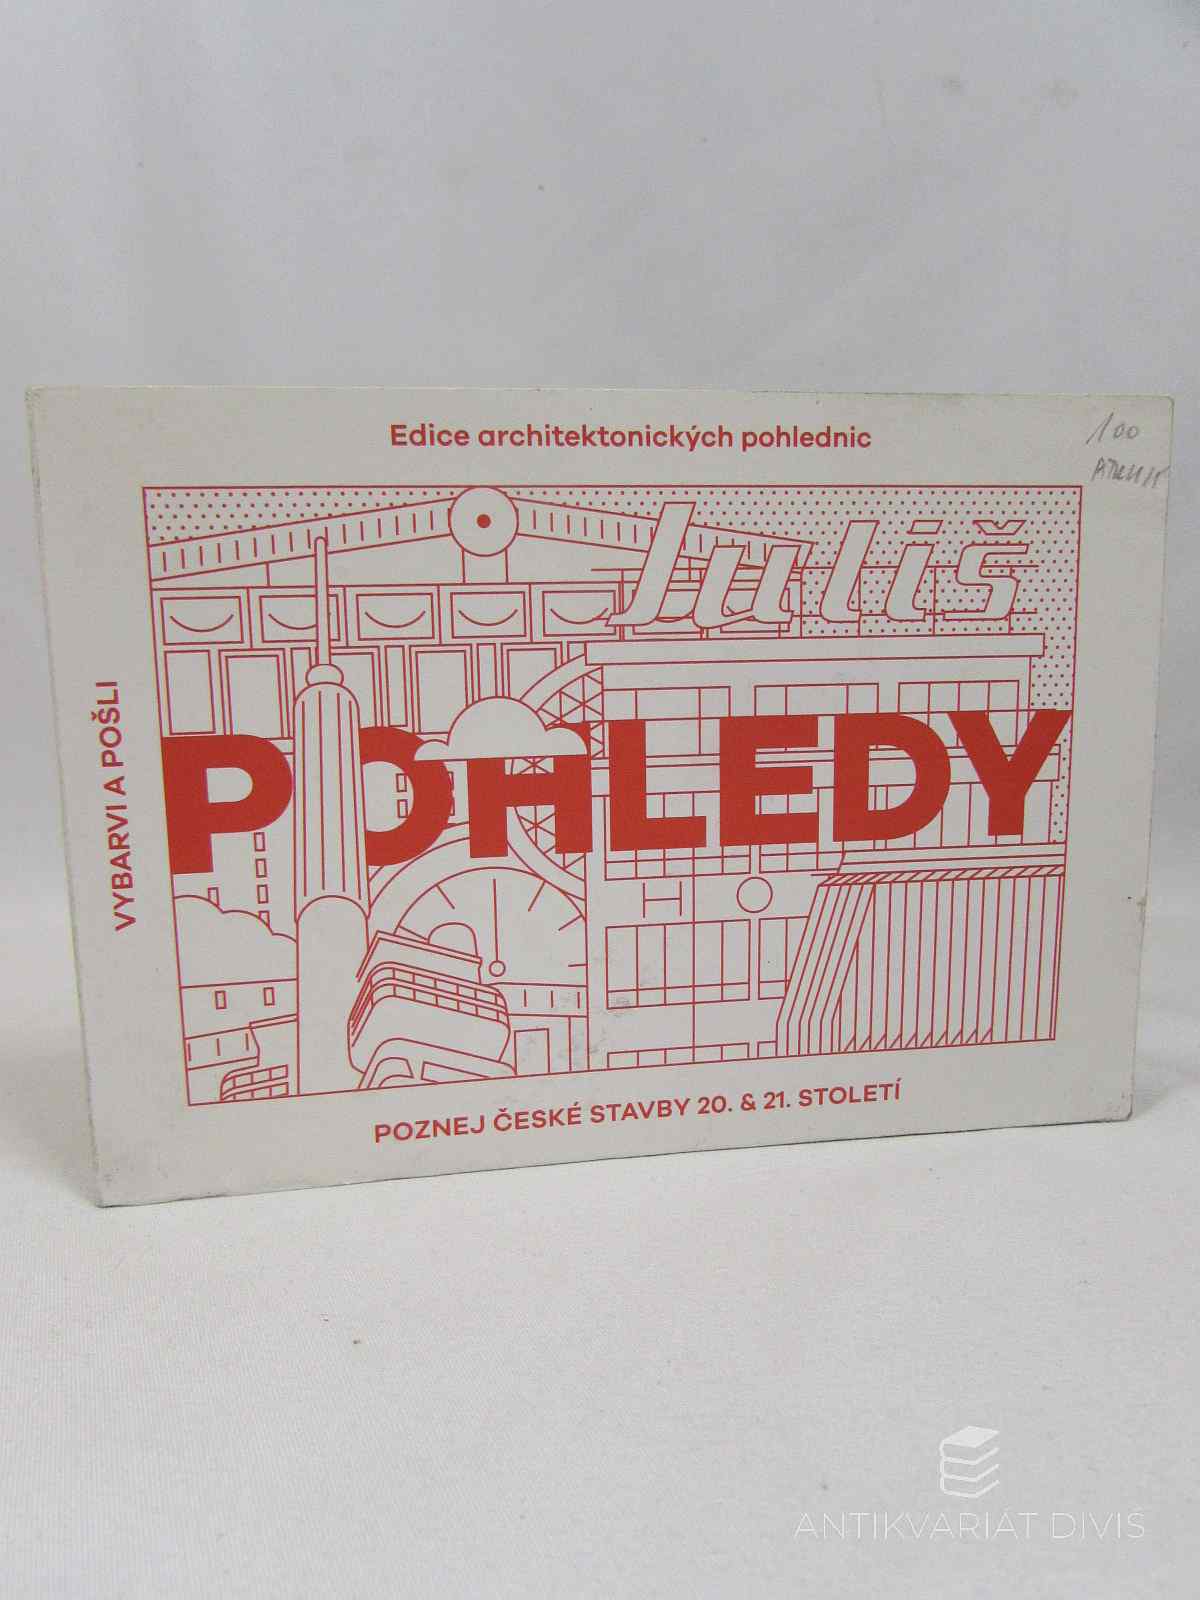 Edice architektonických pohlednic
100
Juliš
VYBARVI A POŠLI
POHLEDY
H
POZNEJ ČESKÉ STAVBY 20. & 21. STOLETÍ
ANTIKVARIÁT DIVIŠ